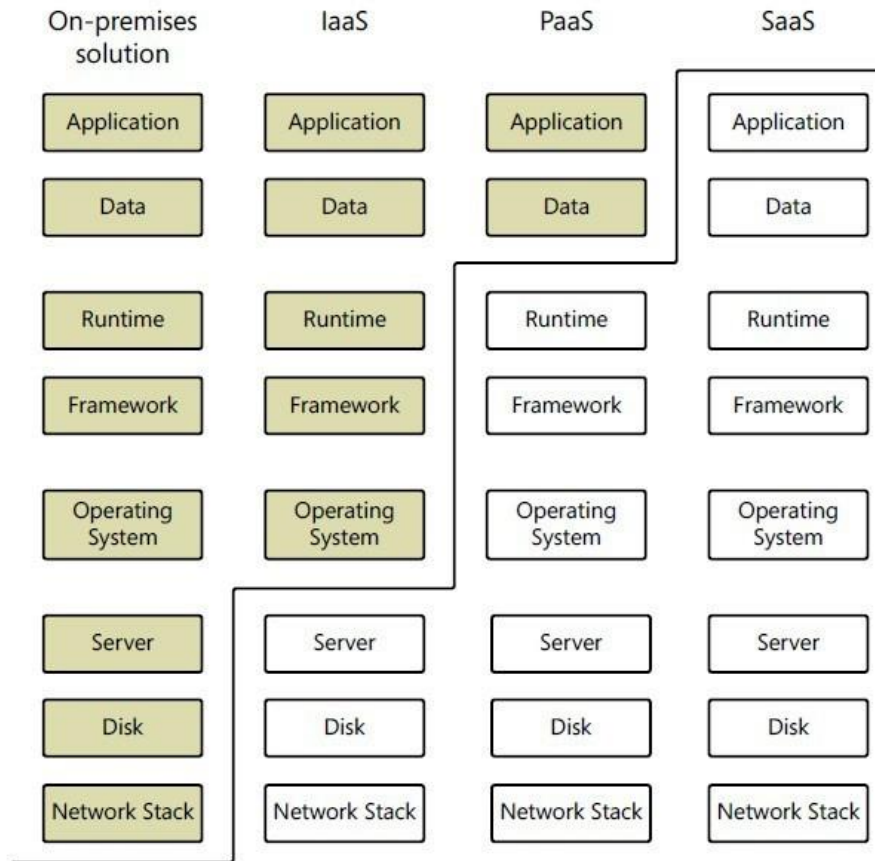 On-premises
solution
IaaS
PaaS
SaaS
Application
Application
Application
Application
Data
Data
Data
Data
Runtime
Runtime
Runtime
Runtime
Framework
Framework
Framework
Framework
Operating
System
Operating
System
Operating
System
Operating
System
Server
Server
Server
Server
Disk
Disk
Disk
Disk
Network Stack
Network Stack
Network Stack
Network Stack